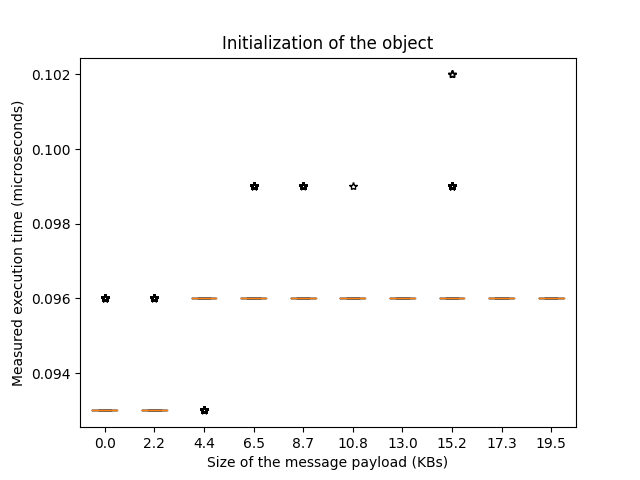 Initialization of the object
Measured execution time (microseconds)
0.102
0.100
0.098
0.096
0.094
0.0 2.2 4.4 6.5 8.7 10.8 13.0 15.2 17.3 19.5
Size of the message payload (KBs)